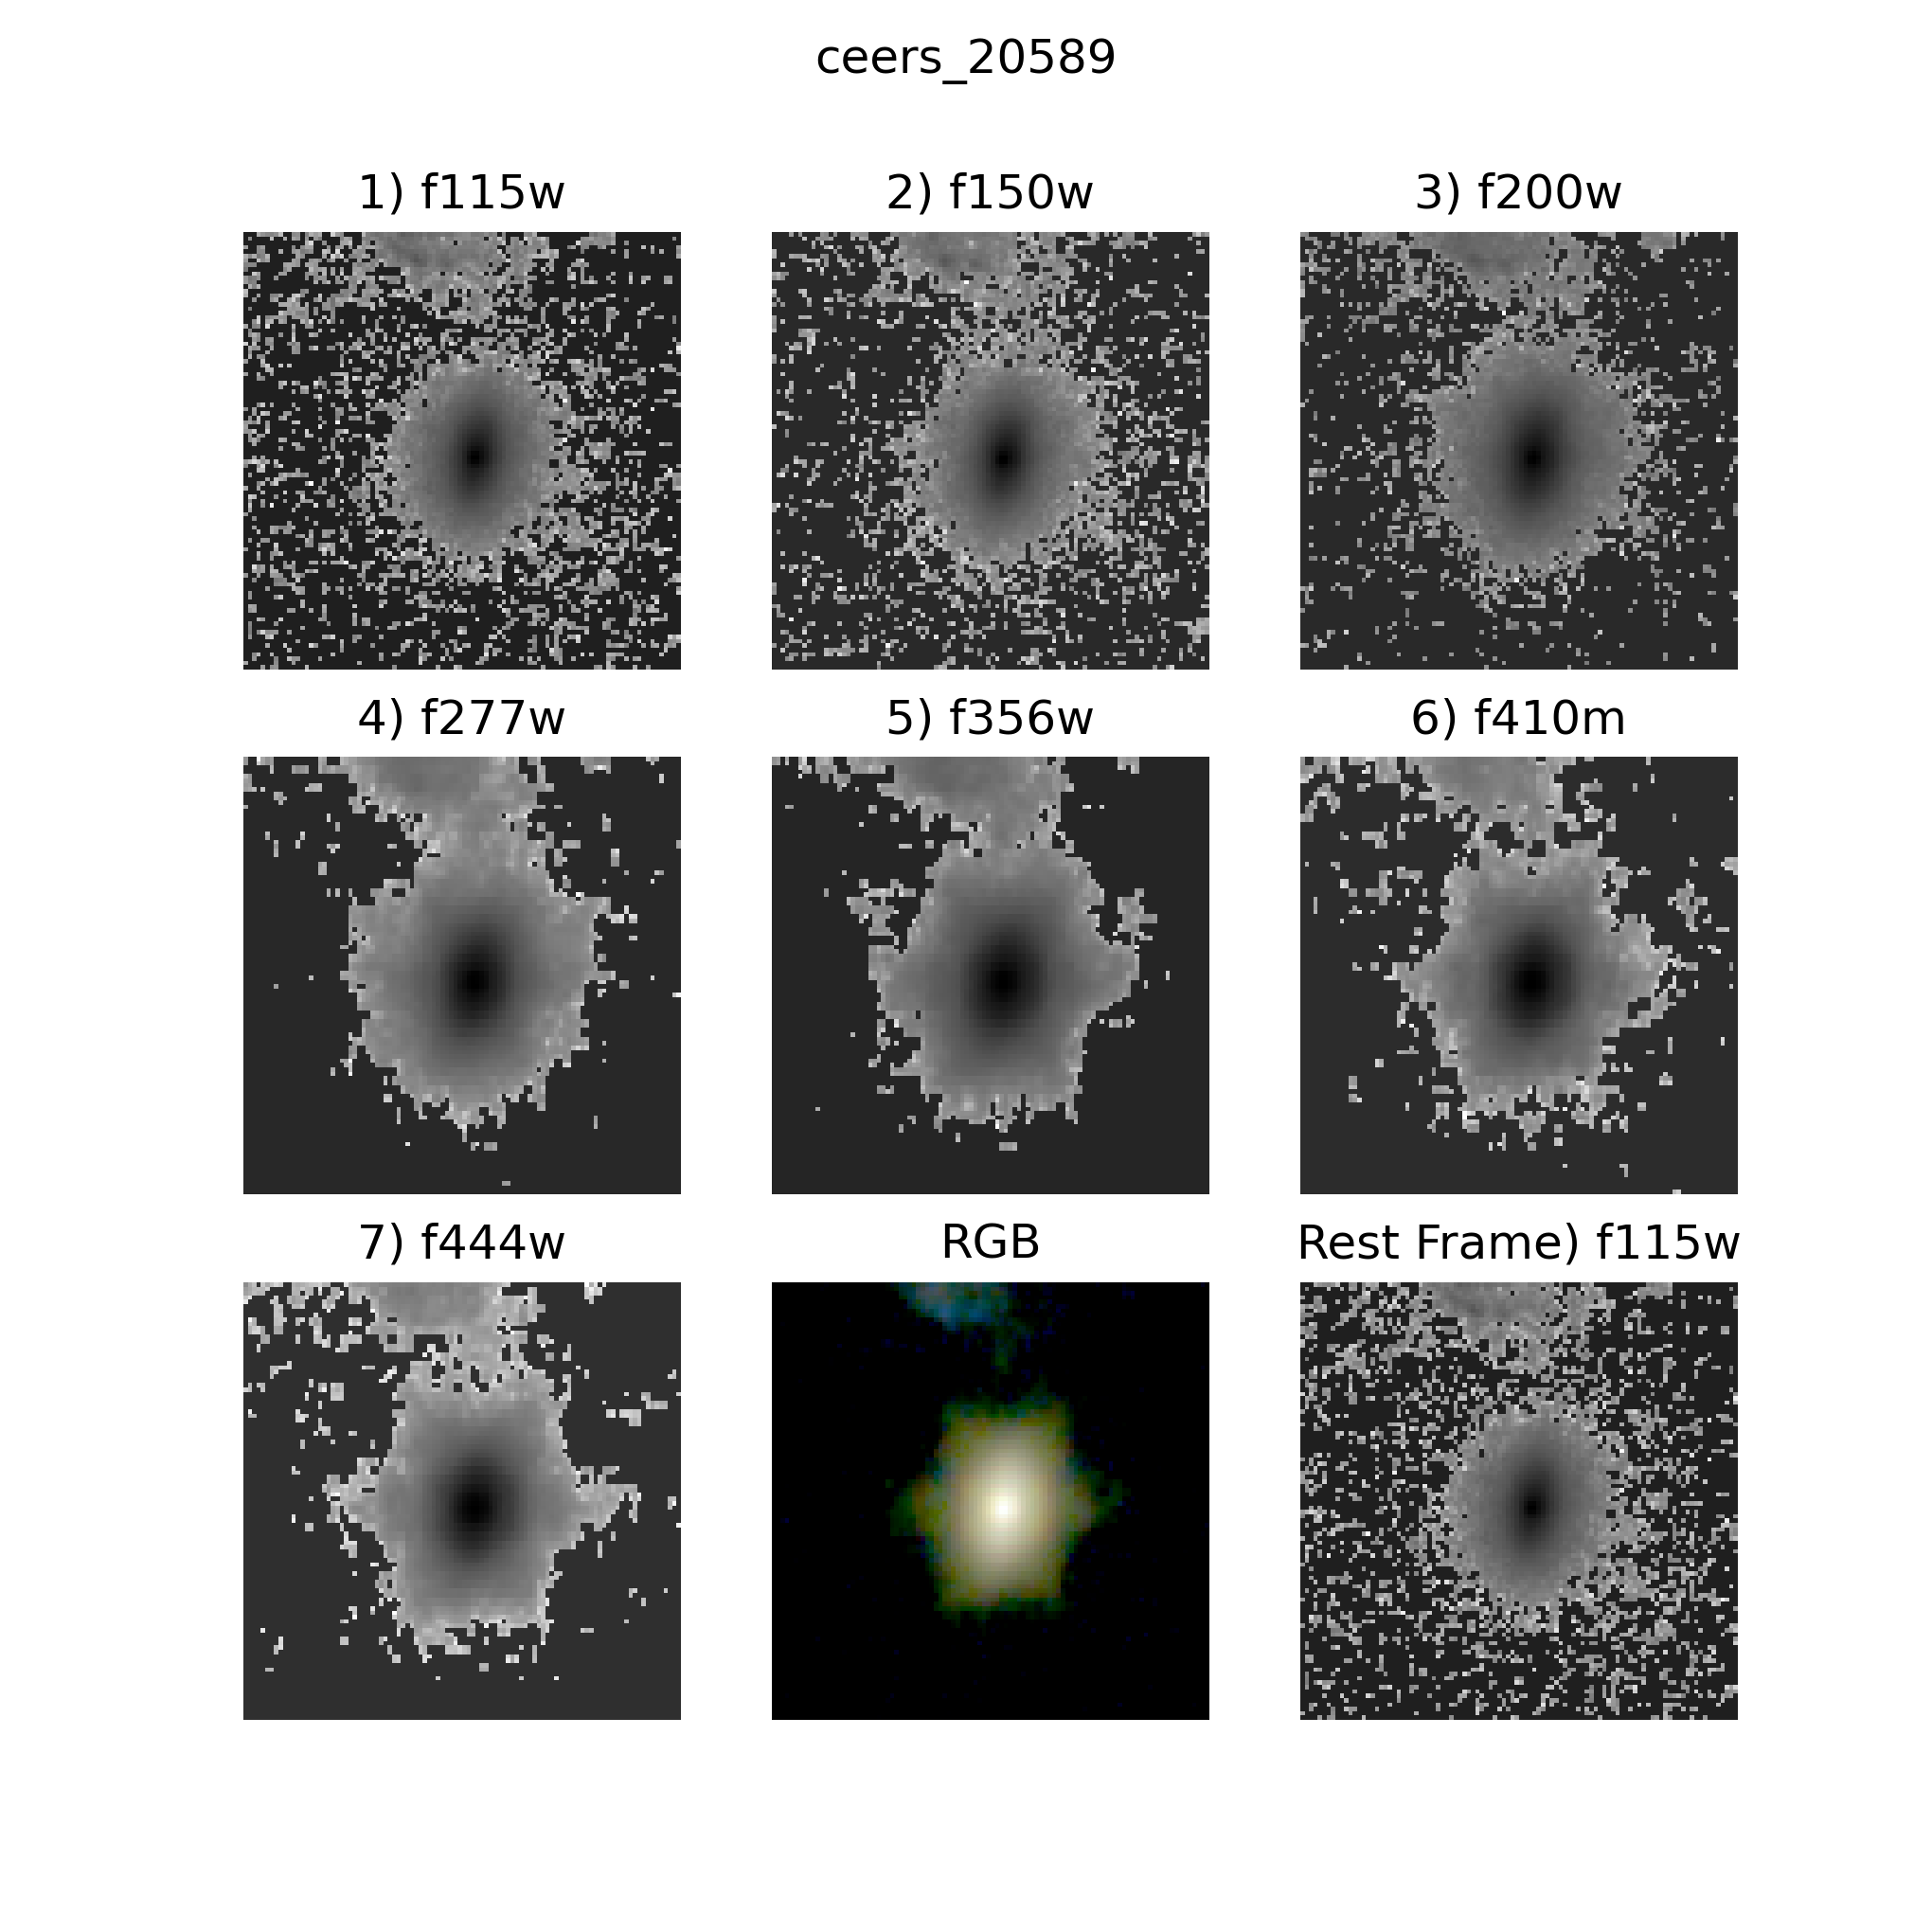 ceers_20589
1) f115w
2) f150w
3) f200w
4) f277w
5) f356w
6) f410m
7) f444w
RGB
Rest Frame) f115w